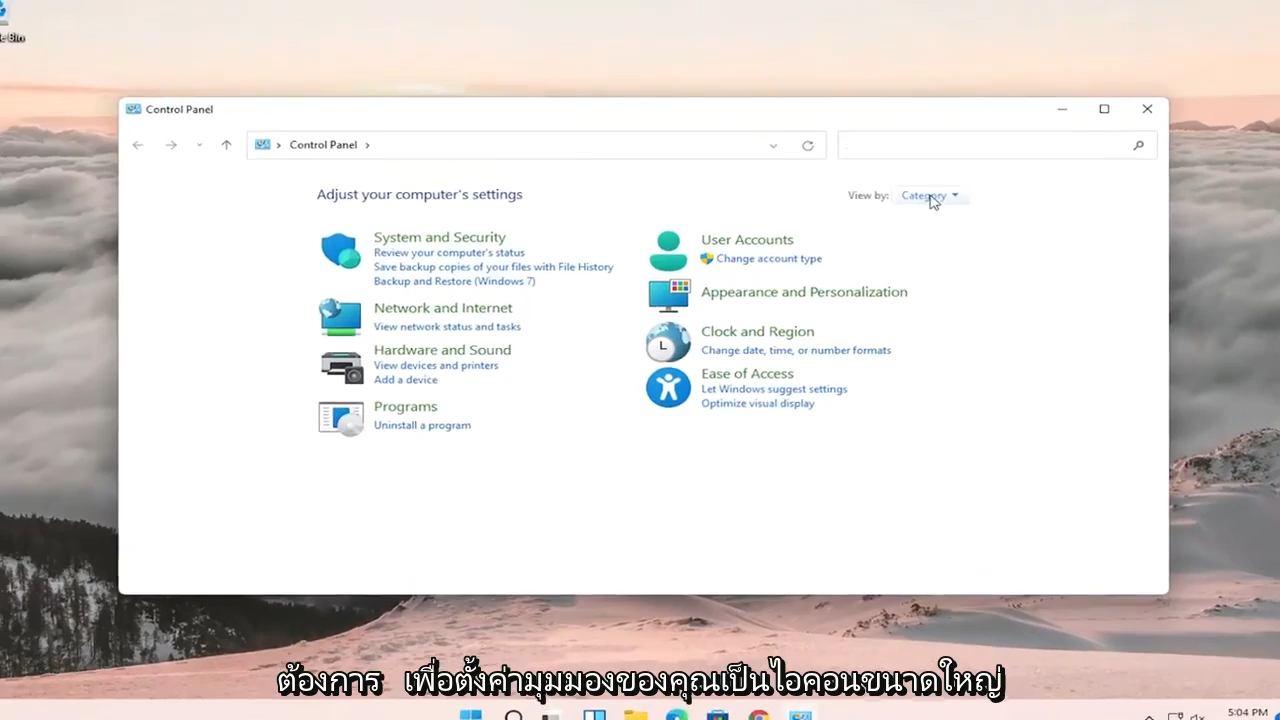 Control Panel
Control Panel
Adjust your computer's settings
View by: Category
System and Security
Review your computer's status
Save backup copies of your files with File History
Backup and Restore (Windows 7)
Network and Internet
View network status and tasks
Hardware and Sound
View devices and printers
Add a device
Programs
Uninstall a program
User Accounts
Change account type
Appearance and Personalization
Clock and Region
Change date, time, or number formats
Ease of Access
Let Windows suggest settings
Optimize visual display
ต้องการ เพื่อตั้งค่ามุมมองของคุณเป็นไอคอนขนาดใหญ่
5:04 PM